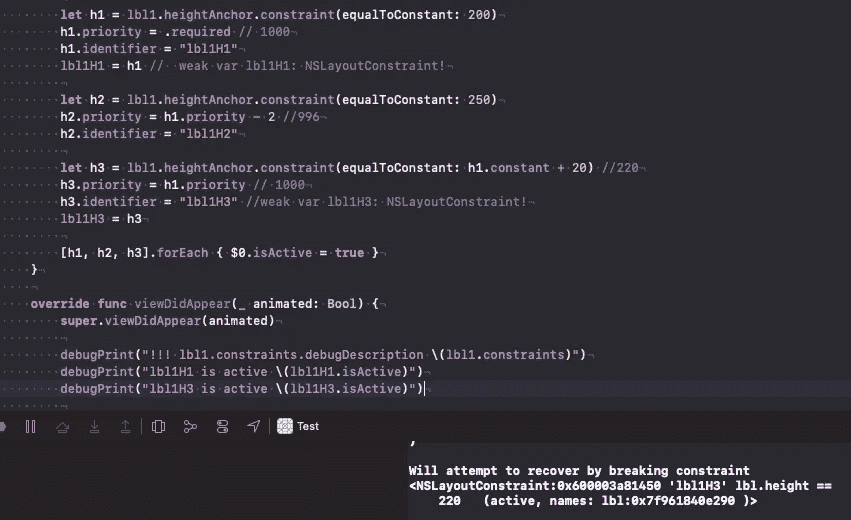 let h1 = lbl1.heightAnchor.constraint(equalToConstant: 200)
h1.priority = .required // 1000
h1.identifier = "lbl1H1"
lbl1H1 = h1 //  weak var lbl1H1: NSLayoutConstraint!
let h2 = lbl1.heightAnchor.constraint(equalToConstant: 250)
h2.priority = h1.priority - 2 //996
h2.identifier = "lbl1H2"
let h3 = lbl1.heightAnchor.constraint(equalToConstant: h1.constant + 20) //220
h3.priority = h1.priority // 1000
h3.identifier = "lbl1H3" //weak var lbl1H3: NSLayoutConstraint!
lbl1H3 = h3
[h1, h2, h3].forEach { $0.isActive = true }
}
override func viewDidAppear(_ animated: Bool) {
super.viewDidAppear(animated)
debugPrint("!!! lbl1.constraints.debugDescription \(lbl1.constraints)")
debugPrint("lbl1H1 is active \(lbl1H1.isActive)")
debugPrint("lbl1H3 is active \(lbl1H3.isActive)")
Test
Will attempt to recover by breaking constraint
<NSLayoutConstraint:0x600003a81450 'lbl1H3' lbl.height ==
220   (active, names: lbl:0x7f961840e290 )>